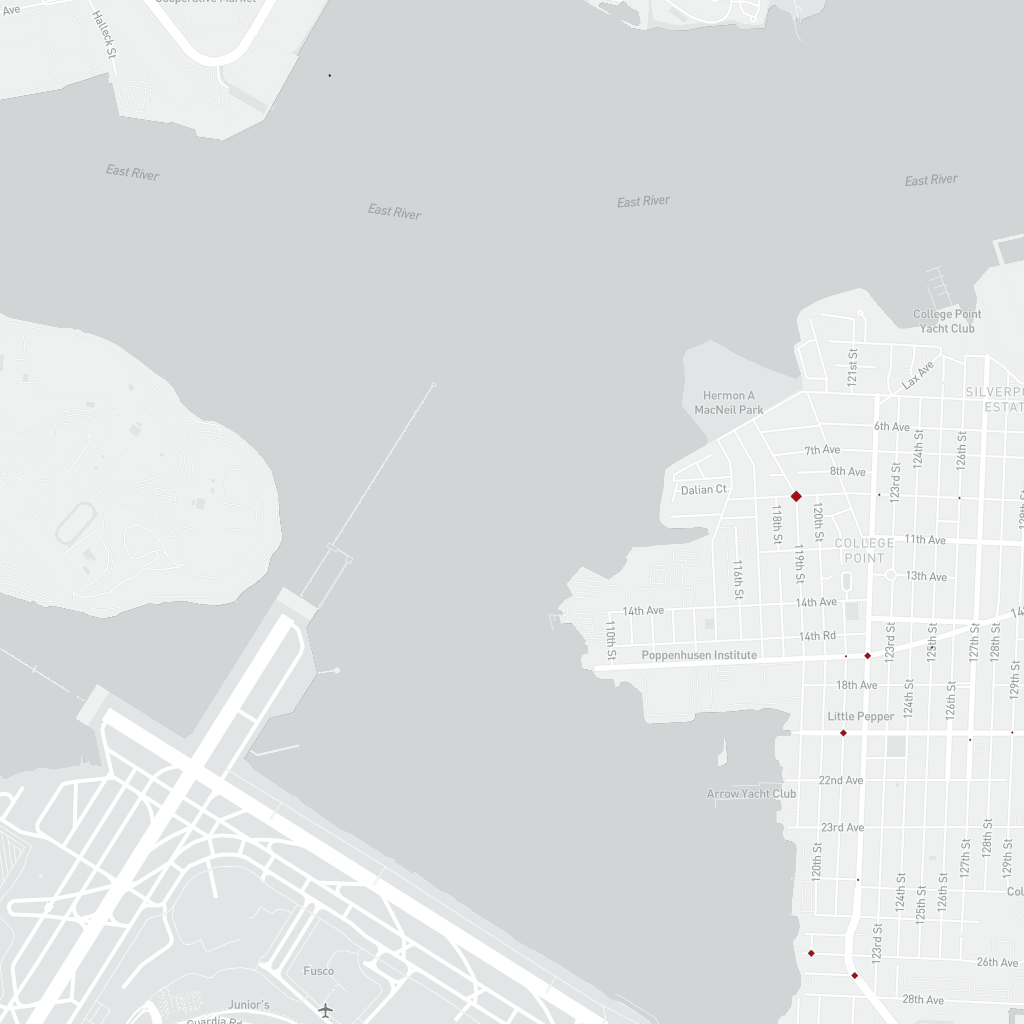 Ave
Cooperative Market
Halleck St
East River
East River
East River
East River
College Point
Yacht Club
121st St
Lax Ave
Hermon A
MacNeil Park
6th Ave
124th St
126th St
7th Ave
8th Ave
123rd St
Dalian Ct
118th St
120th St
COLLEGE
POINT
11th Ave
119th St
116th St
13th Ave
14th Ave
14th Ave
110th St
14th Rd
123rd St
125th St
127th St
128th St
Poppenhusen Institute
129th St
18th Ave
124th St
126th St
Little Pepper
22nd Ave
Arrow Yacht Club
23rd Ave
120th St
128th St
127th St
129th St
124th St
125th St
126th St
123rd St
26th Ave
28th Ave
Fusco
Junior's